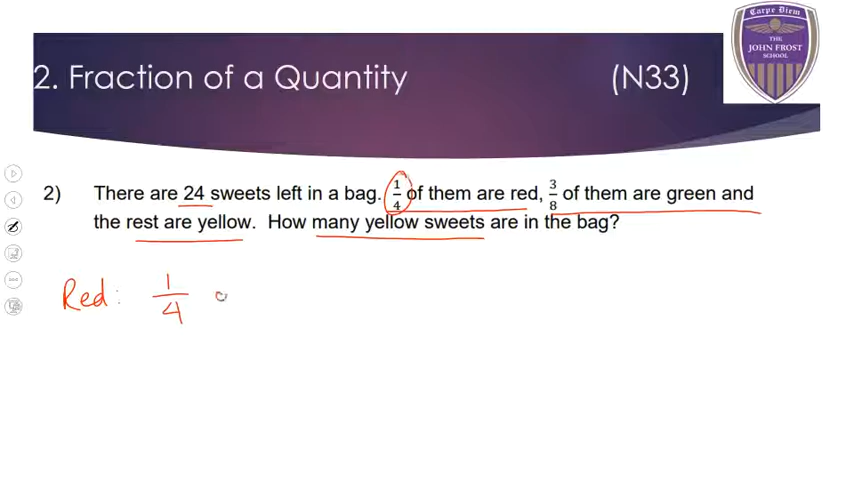 Carpe Diem
THE
JOHN FROST
SCHOOL
2. Fraction of a Quantity (N33)
2) There are 24 sweets left in a bag. 1/4 of them are red, 3/8 of them are green and
the rest are yellow. How many yellow sweets are in the bag?
Red: 1/4